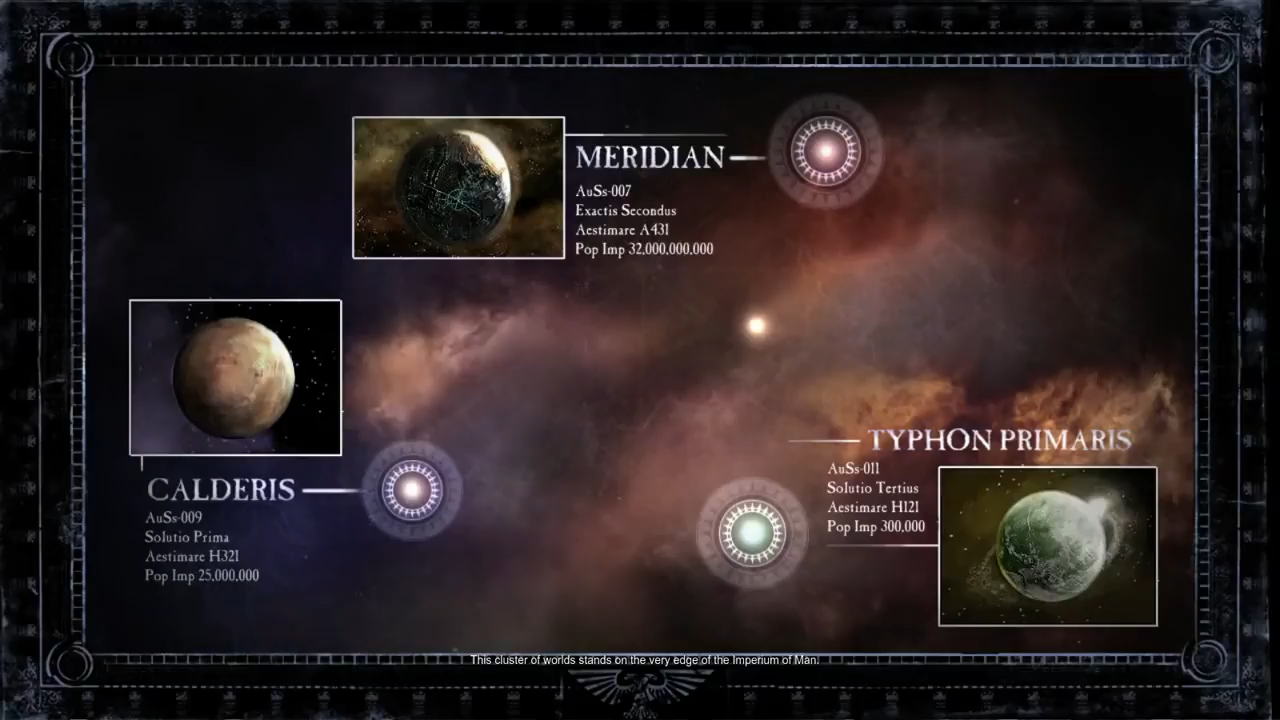 MERIDIAN
AuSs-007
Exactis Secundus
Aestimare A431
Pop Imp 32,000,000,000
CALDERIS
AuSs-009
Solutio Prima
Aestimare H321
Pop Imp 25,000,000
TYPHON PRIMARIS
AuSs-011
Solutio Tertius
Aestimare H121
Pop Imp 300,000
This cluster of worlds stands on the very edge of the Imperium of Man.